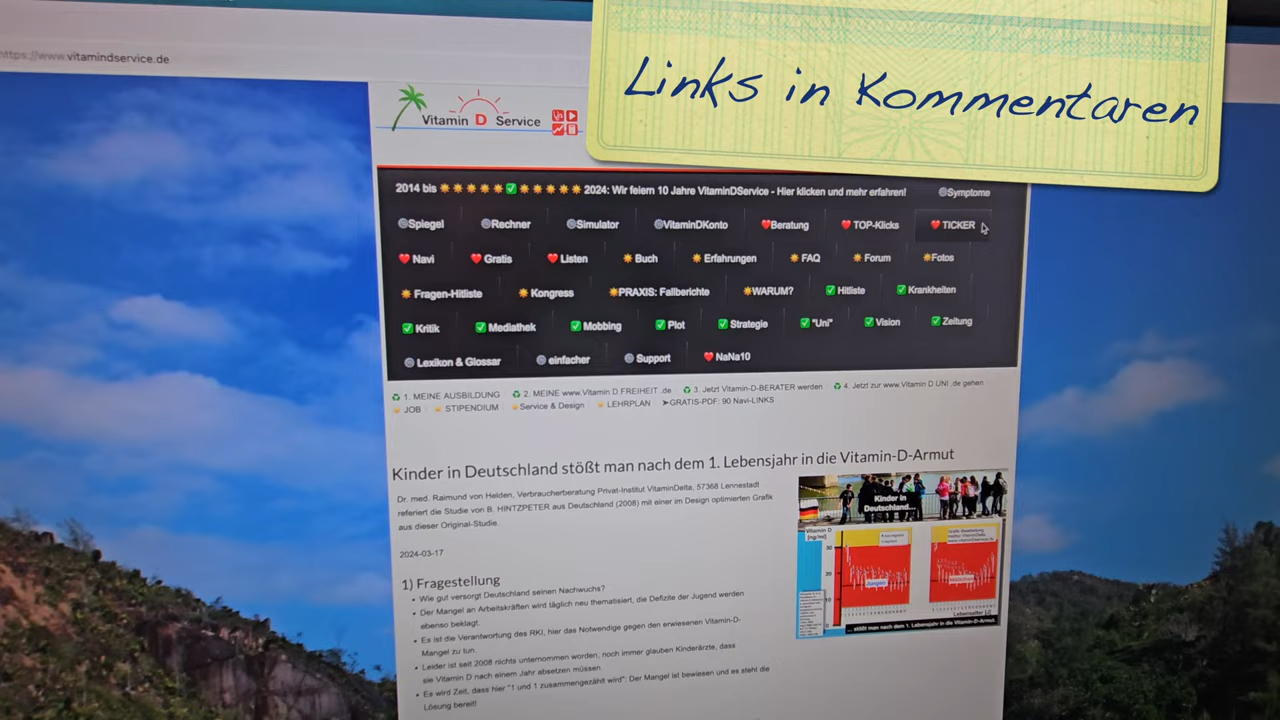 https://www.vitamindservice.de
Links in Kommentaren
Vitamin D Service
2014 bis 2024: Wir feiern 10 Jahre VitaminDService - Hier klicken und mehr erfahren! Symptome
Spiegel Rechner Simulator VitaminDKonto Beratung TOP-Klicks TICKER
Navi Gratis Listen Buch Erfahrungen FAQ Forum Fotos
Fragen-Hitliste Kongress PRAXIS: Fallberichte WARUM? Hitliste Krankheiten
Kritik Mediathek Mobbing Plot Strategie "Uni" Vision Zeitung
Lexikon & Glossar einfacher Support NaNa10
1. MEINE AUSBILDUNG 2. MEINE www.Vitamin D FREIHEIT .de 3. Jetzt Vitamin-D-BERATER werden 4. Jetzt zur www.Vitamin D UNI .de gehen
JOB STIPENDIUM Service & Design LEHRPLAN ➤GRATIS-PDF: 90 Navi-LINKS
Kinder in Deutschland stößt man nach dem 1. Lebensjahr in die Vitamin-D-Armut
Dr. med. Raimund von Helden, Verbraucherberatung Privat-Institut VitaminDelta, 57368 Lennestadt
referiert die Studie von B. HINTZPETER aus Deutschland (2008) mit einer im Design optimierten Grafik
aus dieser Original-Studie.
2024-03-17
1) Fragestellung
Wie gut versorgt Deutschland seinen Nachwuchs?
Der Mangel an Arbeitskräften wird täglich neu thematisiert, die Defizite der Jugend werden
ebenso beklagt.
Es ist die Verantwortung des RKI, hier das Notwendige gegen den erwiesenen Vitamin-D-
Mangel zu tun.
Leider ist seit 2008 nichts unternommen worden, noch immer glauben Kinderärzte, dass
sie Vitamin D nach einem Jahr absetzen müssen.
Es wird Zeit, dass hier "1 und 1 zusammengezählt wird": Der Mangel ist bewiesen und es steht die
Lösung bereit!
Kinder in
Deutschland...
Vitamin D
[ng/ml]
30
20
10
0
Jungen
Mädchen
Lebensalter [J]
... stößt man nach dem 1. Lebensjahr in die Vitamin-D-Armut.